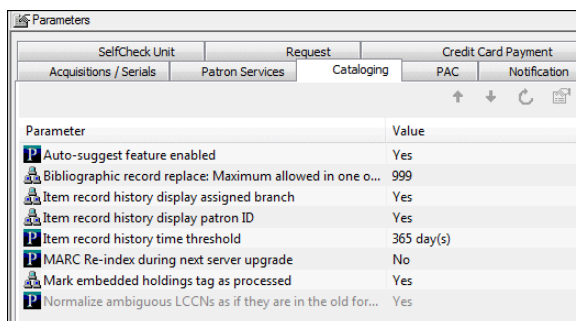 Parameters
SelfCheck Unit Request Credit Card Payment
Acquisitions / Serials Patron Services Cataloging PAC Notification
Parameter Value
P Auto-suggest feature enabled Yes
Bibliographic record replace: Maximum allowed in one o... 999
Item record history display assigned branch Yes
Item record history display patron ID Yes
P Item record history time threshold 365 day(s)
P MARC Re-index during next server upgrade No
Mark embedded holdings tag as processed Yes
P Normalize ambiguous LCCNs as if they are in the old for... Yes